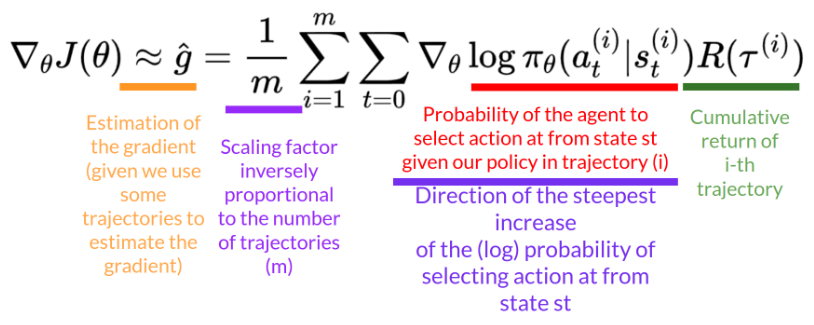 ∇θJ(θ) ≈ ĝ = 1/m ∑_{i=1}^{m} ∑_{t=0} ∇θ log πθ(a_t^{(i)}|s_t^{(i)})R(τ^{(i)})
Estimation of
the gradient
(given we use
some
trajectories to
estimate the
gradient)
Scaling factor
inversely
proportional
to the number
of trajectories
(m)
Probability of the agent to
select action at from state st
given our policy in trajectory (i)
Direction of the steepest
increase
of the (log) probability of
selecting action at from
state st
Cumulative
return of
i-th
trajectory